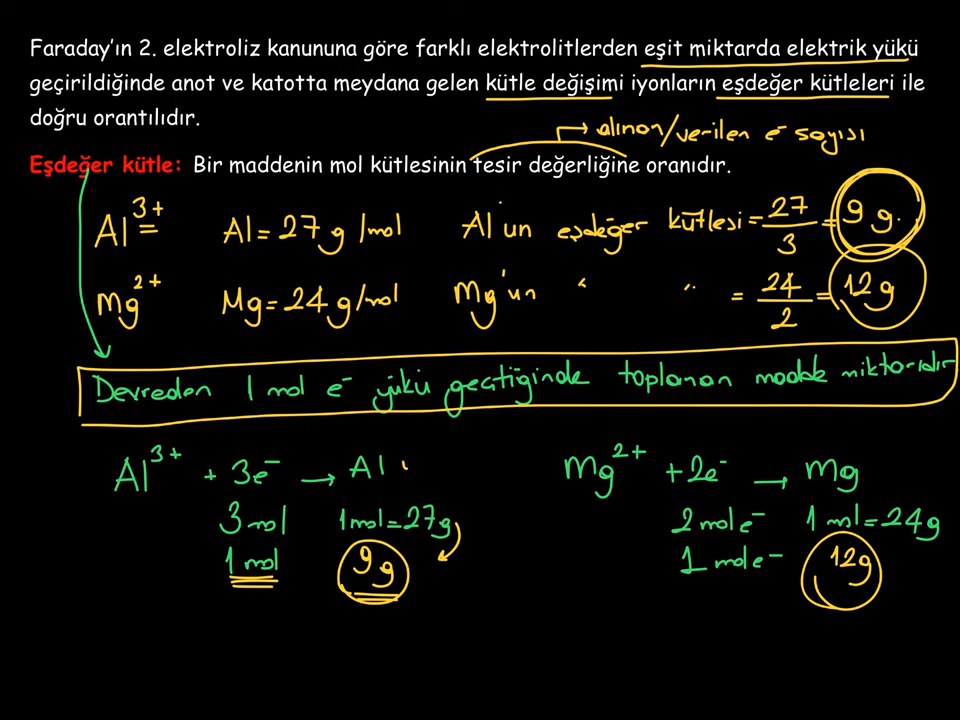 Faraday'ın 2. elektroliz kanununa göre farklı elektrolitlerden eşit miktarda elektrik yükü
geçirildiğinde anot ve katotta meydana gelen kütle değişimi iyonların eşdeğer kütleleri ile
doğru orantılıdır.
alınan/verilen e⁻ sayısı
Eşdeğer kütle: Bir maddenin mol kütlesinin tesir değerliğine oranıdır.
Al³⁺ Al = 27 g/mol Al'un eşdeğer kütlesi = 27/3 = 9 g.
Mg²⁺ Mg = 24 g/mol Mg'un " " = 24/2 = 12 g
Devreden 1 mol e⁻ yükü geçtiğinde toplanan madde miktarıdır
Al³⁺ + 3e⁻ → Al Mg²⁺ + 2e⁻ → Mg
3 mol 1 mol = 27g 2 mol e⁻ 1 mol = 24g
1 mol 9g 1 mol e⁻ 12g